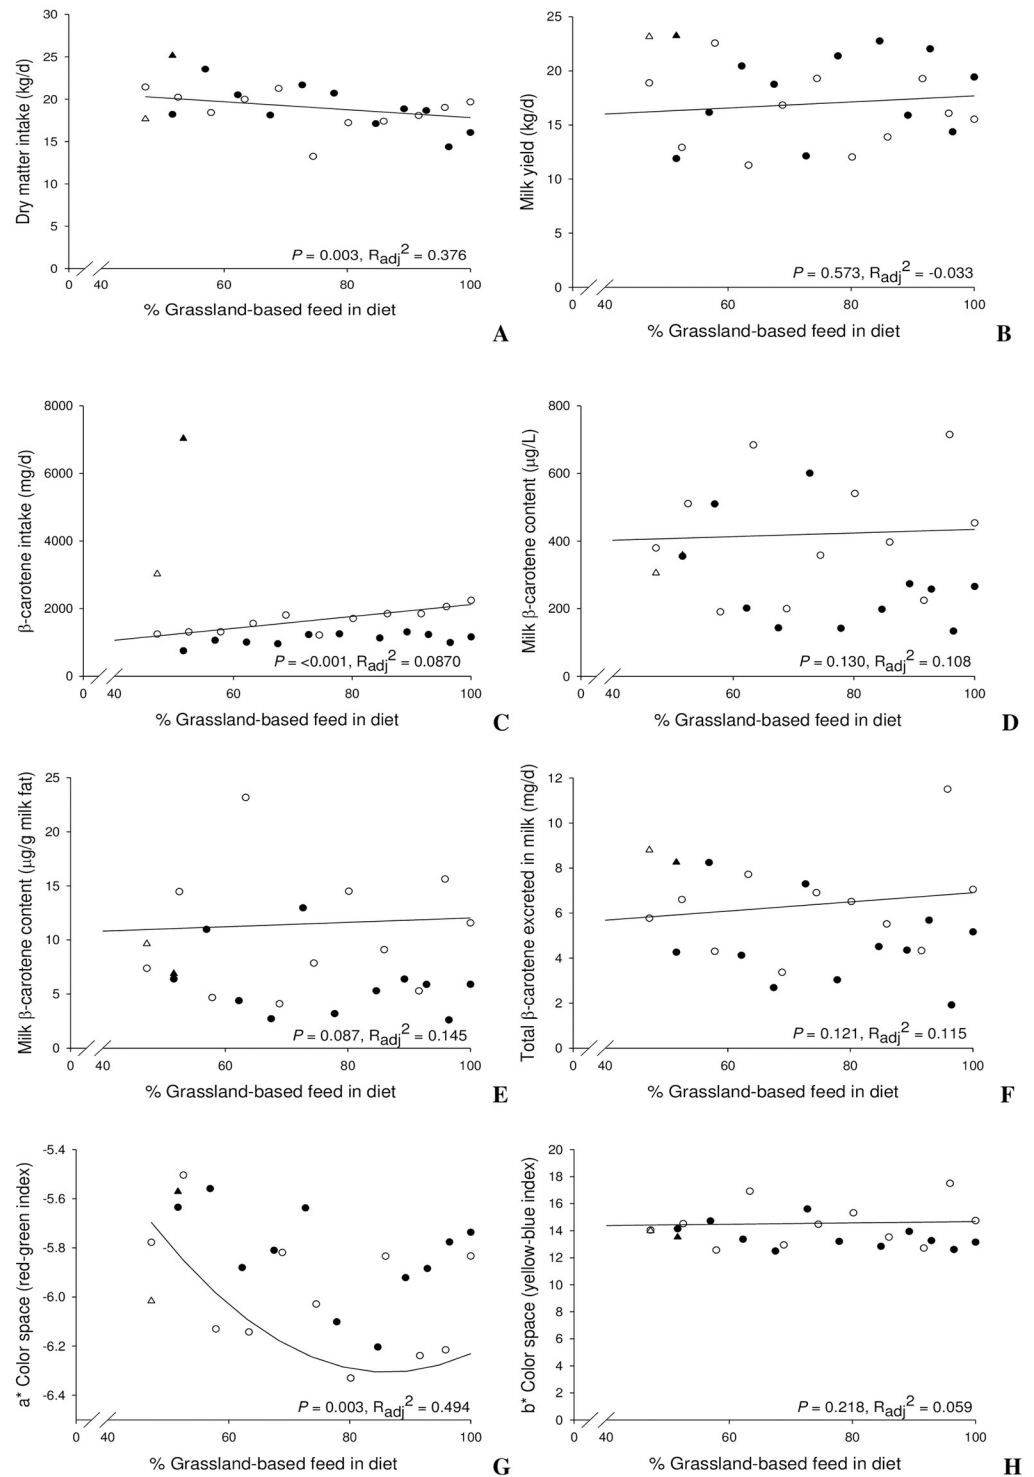 30
25
20
15
10
5
0
Dry matter intake (kg/d)
P = 0.003, Radj2 = 0.376
0 40 60 80 100
% Grassland-based feed in diet
A
25
20
15
10
5
0
Milk yield (kg/d)
P = 0.573, Radj2 = -0.033
0 40 60 80 100
% Grassland-based feed in diet
B
8000
6000
4000
2000
0
β-carotene intake (mg/d)
P = <0.001, Radj2 = 0.0870
0 40 60 80 100
% Grassland-based feed in diet
C
800
600
400
200
0
Milk β-carotene content (μg/L)
P = 0.130, Radj2 = 0.108
0 40 60 80 100
% Grassland-based feed in diet
D
25
20
15
10
5
0
Milk β-carotene content (μg/g milk fat)
P = 0.087, Radj2 = 0.145
0 40 60 80 100
% Grassland-based feed in diet
E
12
10
8
6
4
2
0
Total β-carotene excreted in milk (mg/d)
P = 0.121, Radj2 = 0.115
0 40 60 80 100
% Grassland-based feed in diet
F
-5.4
-5.6
-5.8
-6.0
-6.2
-6.4
a* Color space (red-green index)
P = 0.003, Radj2 = 0.494
0 40 60 80 100
% Grassland-based feed in diet
G
20
18
16
14
12
10
8
6
4
2
0
b* Color space (yellow-blue index)
P = 0.218, Radj2 = 0.059
0 40 60 80 100
% Grassland-based feed in diet
H